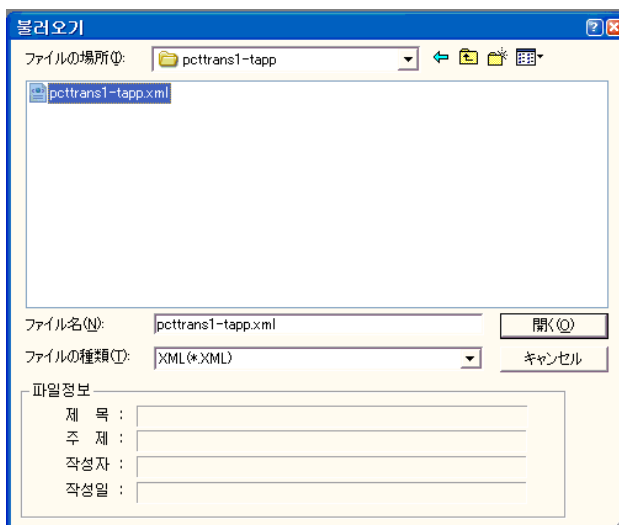 불러오기
ファイルの場所(I): pcttrans1-tapp
pcttrans1-tapp.xml
ファイル名(N): pcttrans1-tapp.xml 開く(O)
ファイルの種類(T): XML(*.XML) キャンセル
파일정보
제 목 :
주 제 :
작성자 :
작성일 :